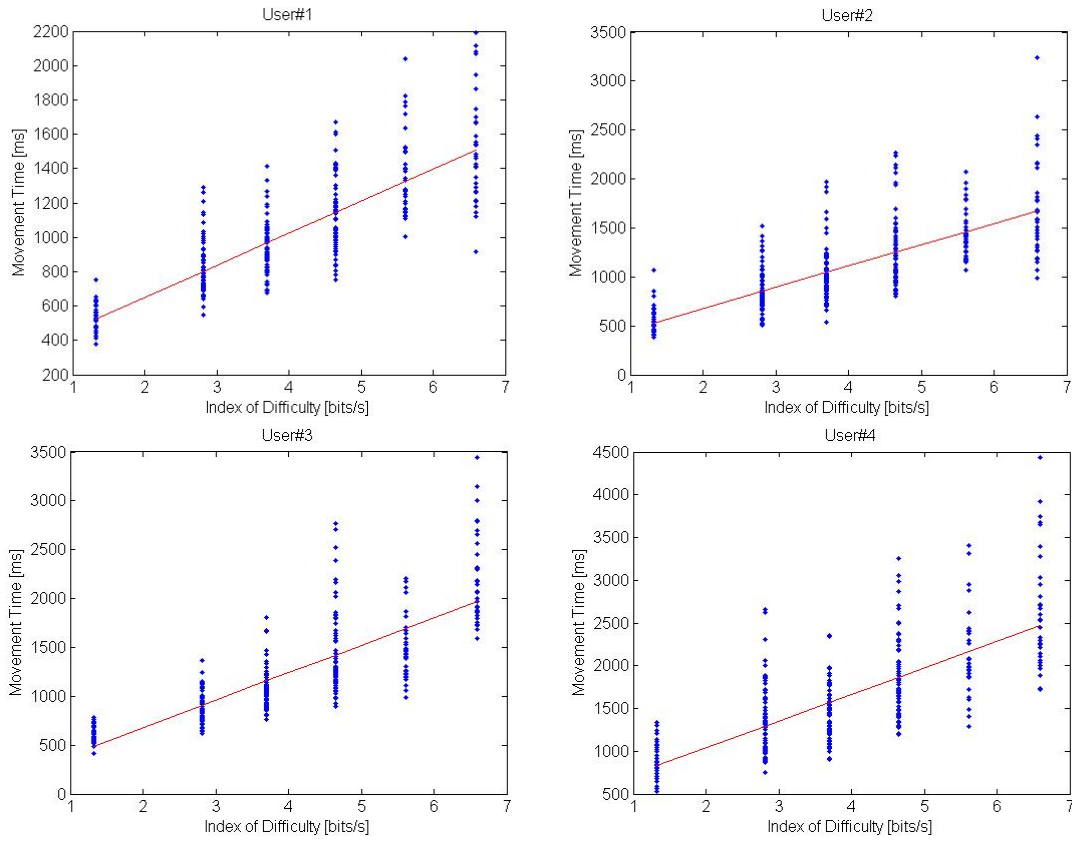 User#1
2200
2000
1800
1600
1400
1200
1000
800
600
400
200
Movement Time [ms]
1 2 3 4 5 6 7
Index of Difficulty [bits/s]
User#2
3500
3000
2500
2000
1500
1000
500
0
Movement Time [ms]
1 2 3 4 5 6 7
Index of Difficulty [bits/s]
User#3
3500
3000
2500
2000
1500
1000
500
0
Movement Time [ms]
1 2 3 4 5 6 7
Index of Difficulty [bits/s]
User#4
4500
4000
3500
3000
2500
2000
1500
1000
500
Movement Time [ms]
1 2 3 4 5 6 7
Index of Difficulty [bits/s]